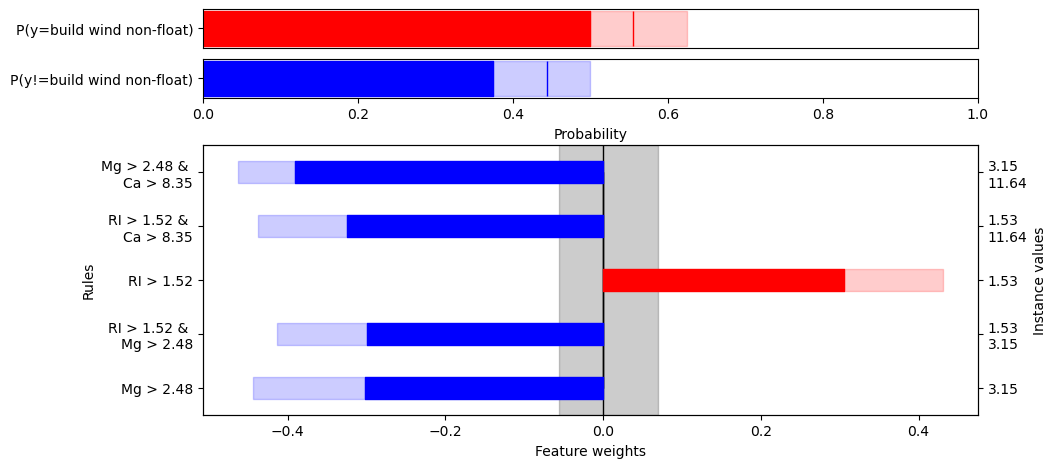 P(y=build wind non-float)
P(y!=build wind non-float)
0.0 0.2 0.4 0.6 0.8 1.0
Probability
Mg > 2.48 &
Ca > 8.35
3.15
11.64
RI > 1.52 &
Ca > 8.35
1.53
11.64
RI > 1.52
1.53
RI > 1.52 &
Mg > 2.48
1.53
3.15
Mg > 2.48
3.15
Rules
Instance values
−0.4 −0.2 0.0 0.2 0.4
Feature weights